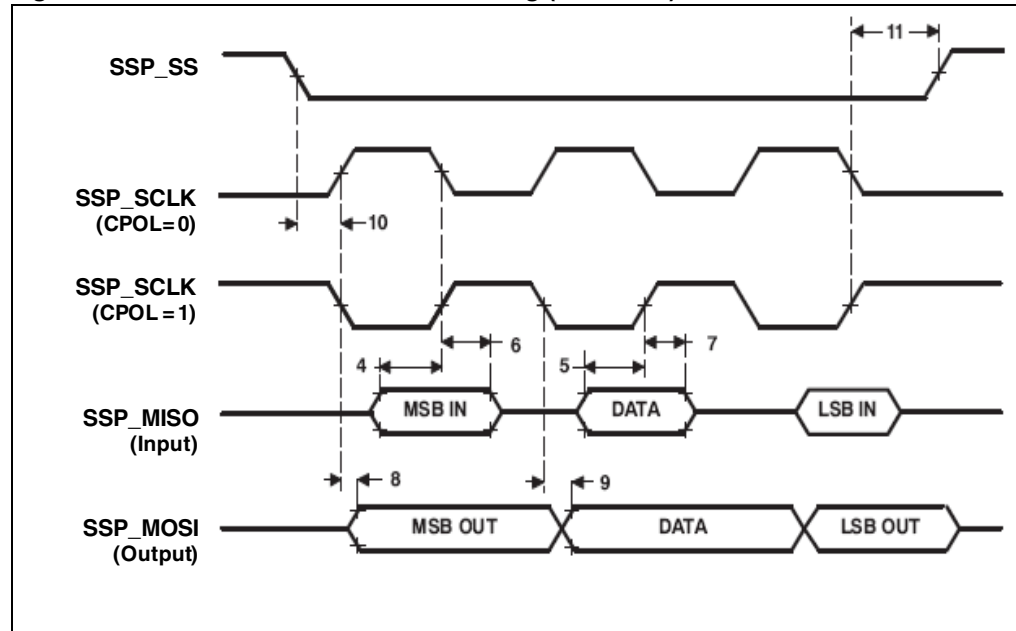 11
SSP_SS
SSP_SCLK
(CPOL=0)
10
SSP_SCLK
(CPOL = 1)
6
7
4
5
SSP_MISO
(Input)
MSB IN
DATA
LSB IN
8
9
SSP_MOSI
(Output)
MSB OUT
DATA
LSB OUT